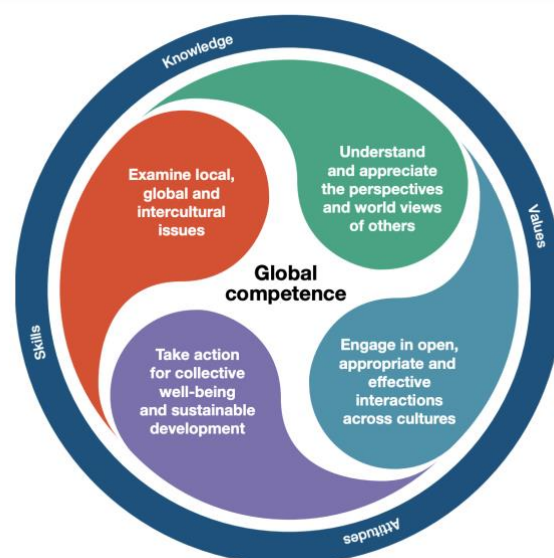 Knowledge
Examine local,
global and
intercultural
issues
Understand
and appreciate
the perspectives
and world views
of others
Values
Global
competence
Skills
Take action
for collective
well-being
and sustainable
development
Engage in open,
appropriate and
effective
interactions
across cultures
Attitudes